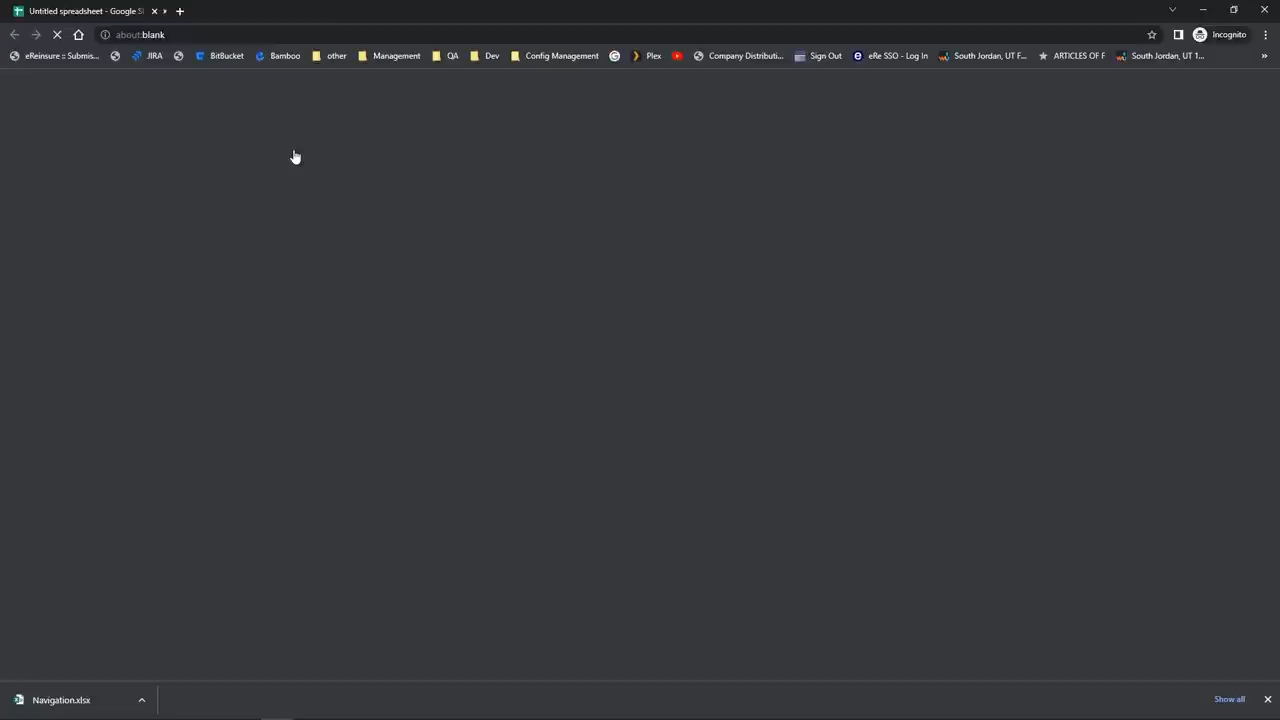 Untitled spreadsheet - Google S
about:blank
Incognito
eReinsure :: Submis...
JIRA
BitBucket
Bamboo
other
Management
QA
Dev
Config Management
Plex
Company Distributi...
Sign Out
eRe SSO - Log In
South Jordan, UT F...
ARTICLES OF F
South Jordan, UT 1...
Navigation.xlsx
Show all